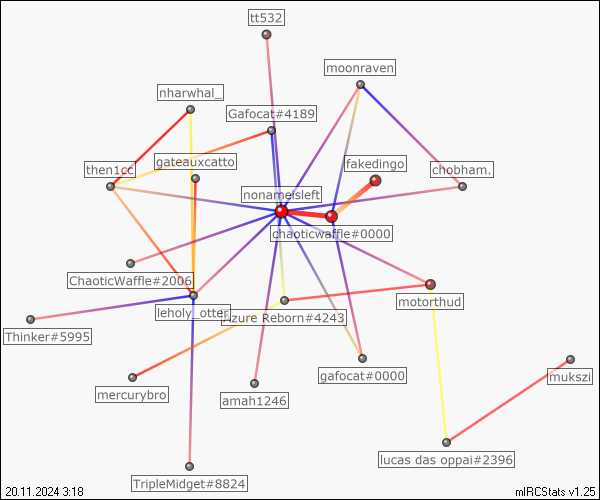 tt532
moonraven
nharwhal_
Gafocat#4189
gateauxcatto
fakedingo
then1cc
chobham.
nonameIsleft
chaoticwaffle#0000
ChaoticWaffle#2006
motorthud
leholy_otter
Azure Reborn#4243
Thinker#5995
gafocat#0000
mukszi
mercurybro
amah1246
lucas das oppai#2396
TripleMidget#8824
20.11.2024 3:18
mIRCStats v1.25